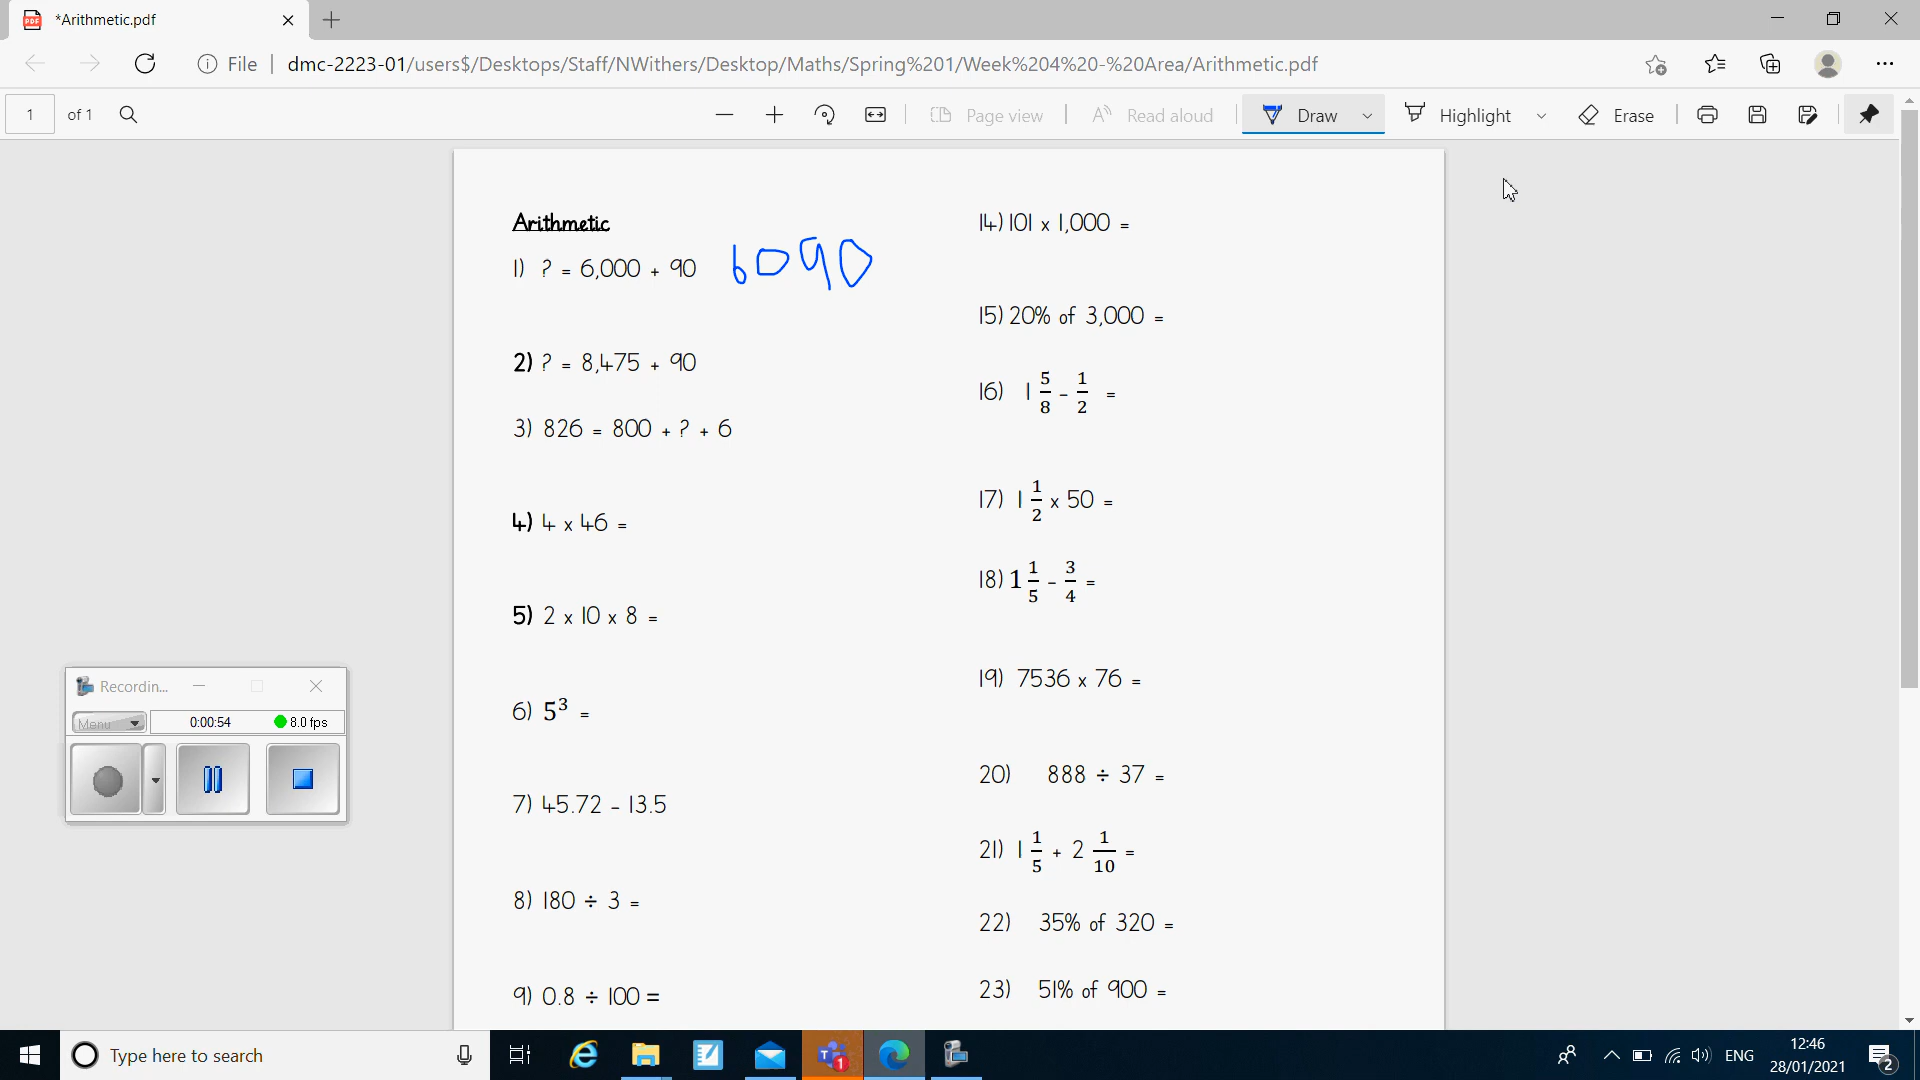 *Arithmetic.pdf
File
dmc-2223-01/users$/Desktops/Staff/NWithers/Desktop/Maths/Spring%201/Week%204%20-%20Area/Arithmetic.pdf
1 of 1
Page view
Read aloud
Draw
Highlight
Erase
Arithmetic
1) ? = 6,000 + 90 6090
2) ? = 8,475 + 90
3) 826 = 800 + ? + 6
4) 4 x 46 =
5) 2 x 10 x 8 =
6) 5³ =
7) 45.72 - 13.5
8) 180 ÷ 3 =
9) 0.8 ÷ 100 =
14) 101 x 1,000 =
15) 20% of 3,000 =
16) 1 5/8 - 1/2 =
17) 1 1/2 x 50 =
18) 1 1/5 - 3/4 =
19) 7536 x 76 =
20) 888 ÷ 37 =
21) 1 1/5 + 2 1/10 =
22) 35% of 320 =
23) 51% of 900 =
Recordin...
Menu
0:00:54
8.0 fps
Type here to search
1
ENG
12:46
28/01/2021
2